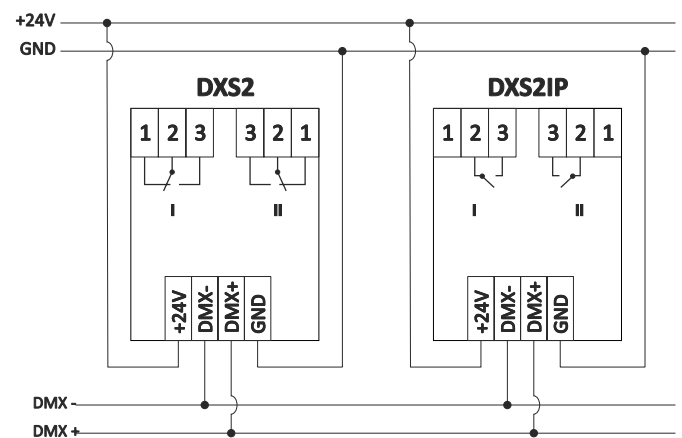 +24V
GND
DXS2 DXS2IP
1 2 3 3 2 1 1 2 3 3 2 1
I II I II
+24V DMX- DMX+ GND +24V DMX- DMX+ GND
DMX -
DMX +